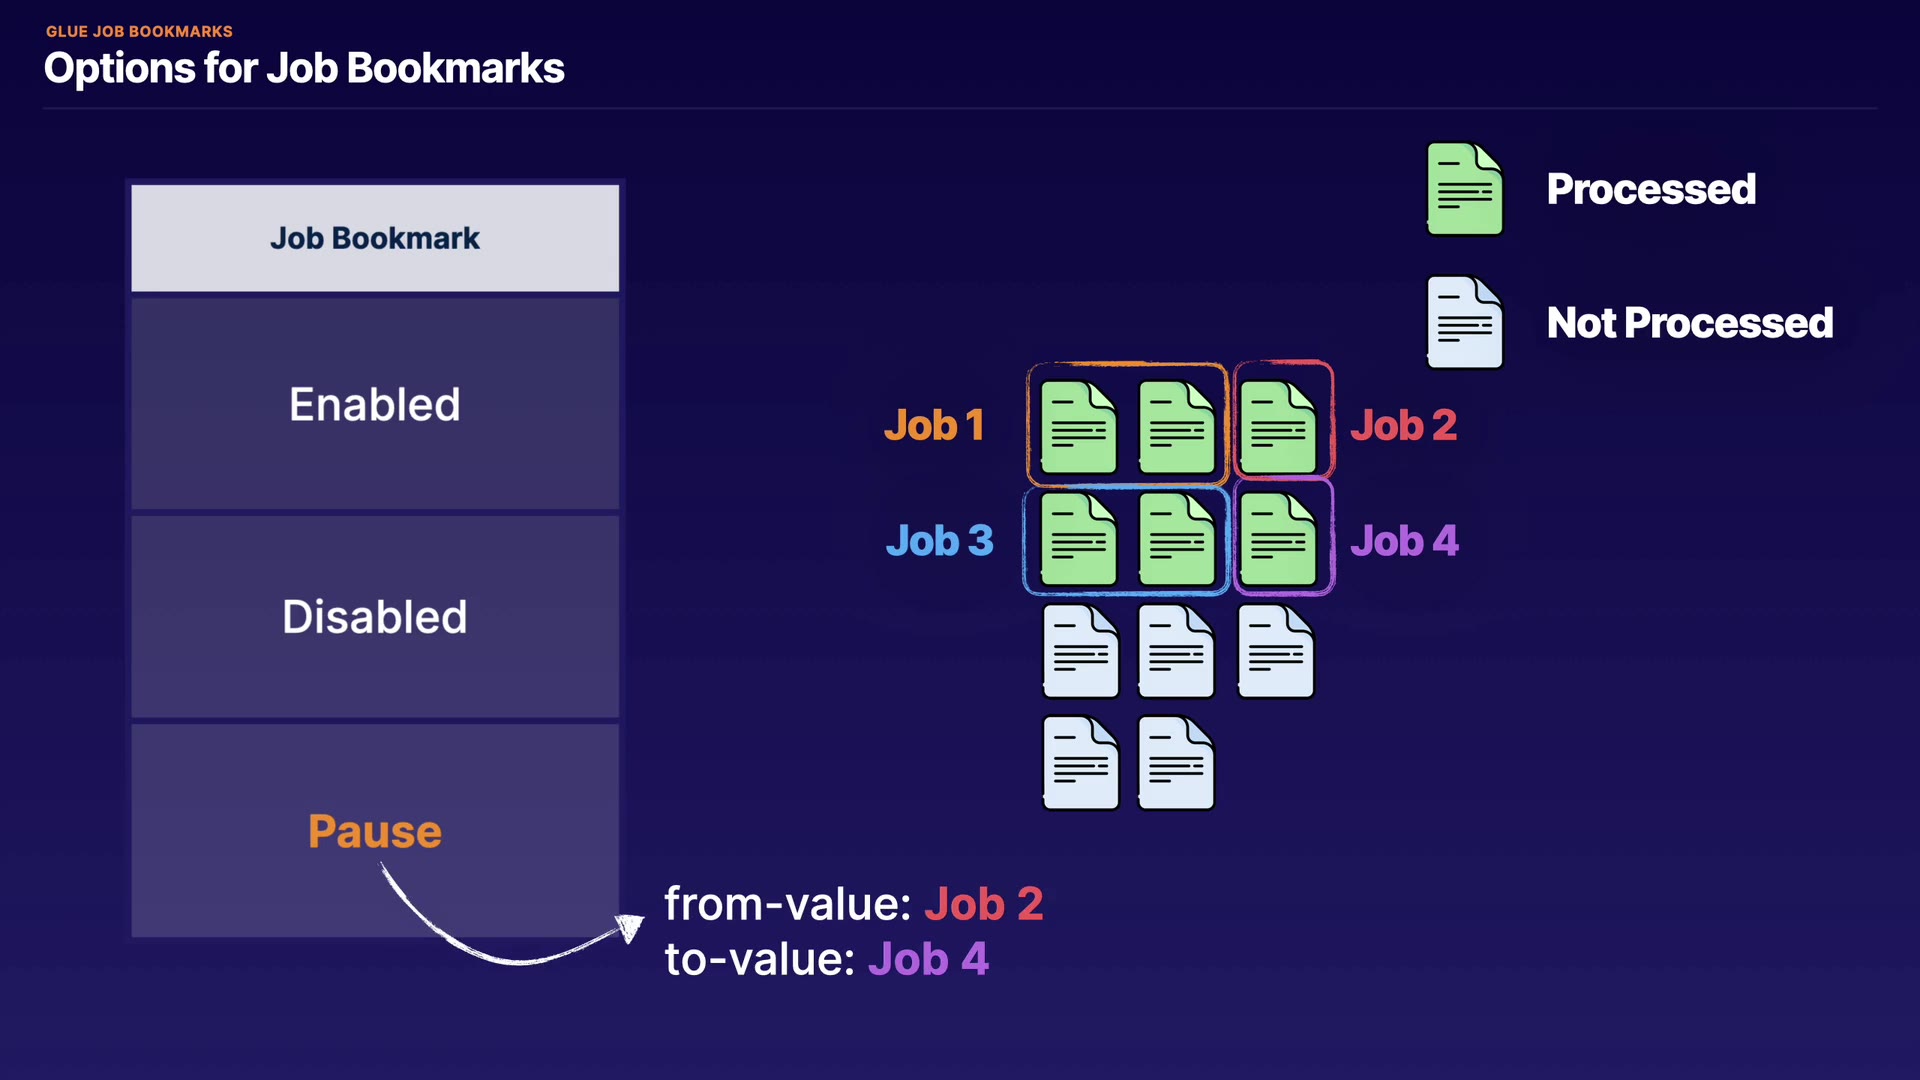 GLUE JOB BOOKMARKS
Options for Job Bookmarks
Processed
Not Processed
Job Bookmark
Enabled
Disabled
Pause
Job 1
Job 2
Job 3
Job 4
from-value: Job 2
to-value: Job 4